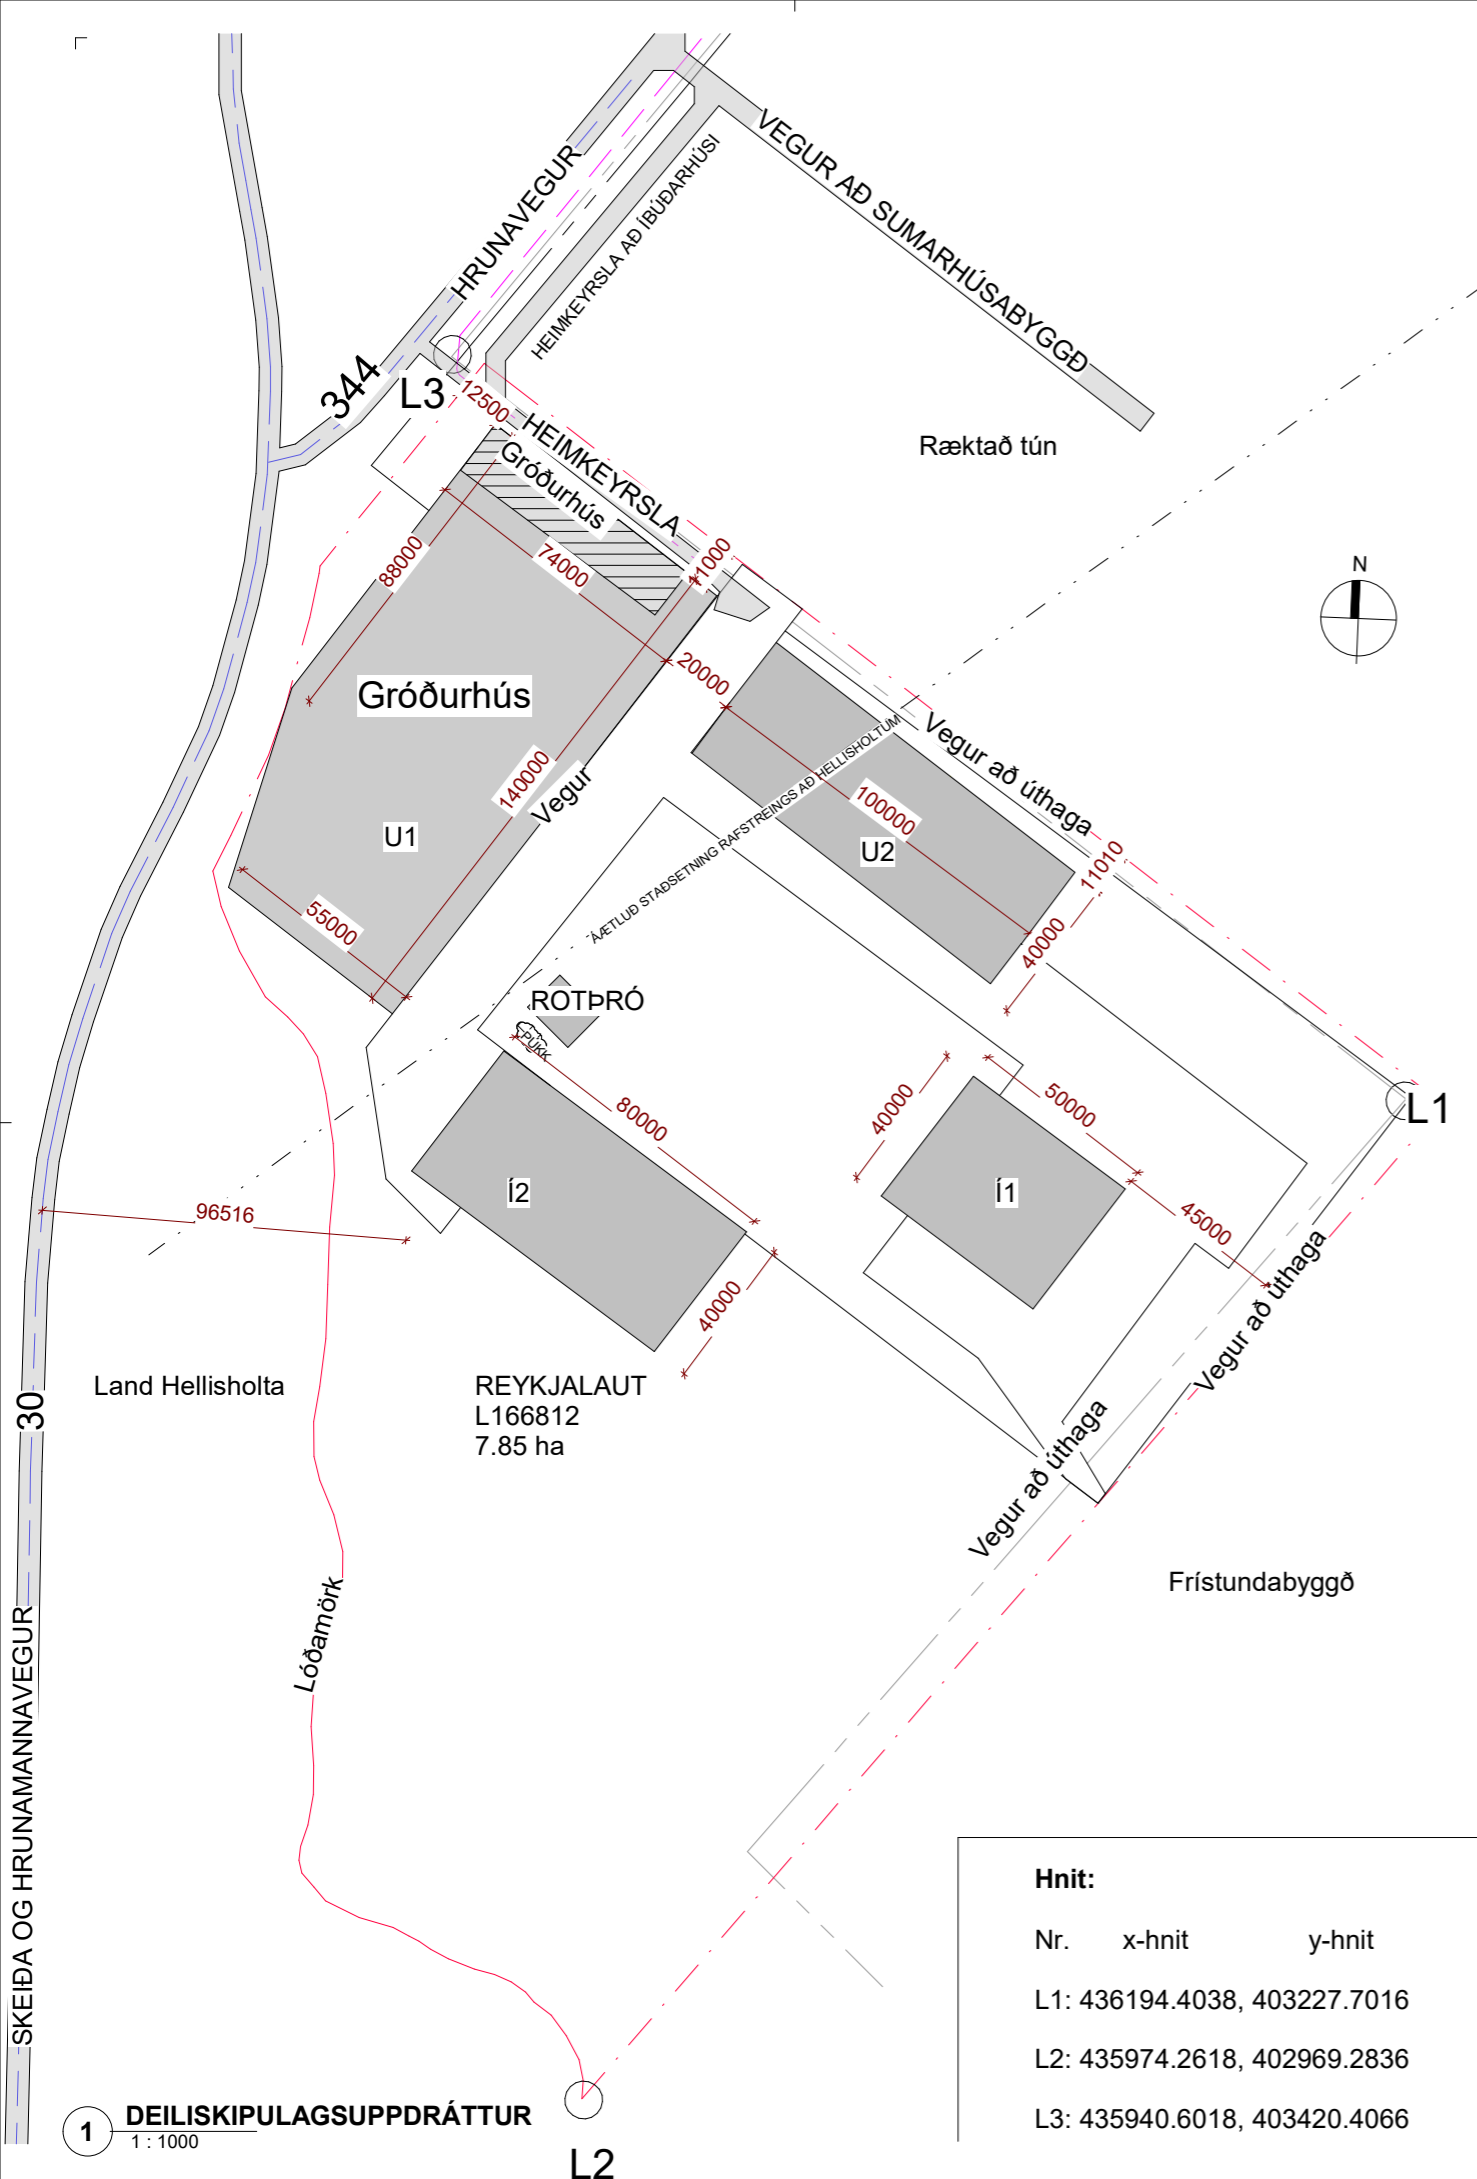 HRUNAVEGUR
HEIMKEYRSLA AÐ ÍBÚÐARHÚSI
VEGUR AÐ SUMARHÚSABYGGÐ
344
L3
12500
HEIMKEYRSLA
Gróðurhús
Ræktað tún
88000
74000
11000
N
20000
Gróðurhús
140000
Vegur
ÁÆTLUÐ STAÐSETNING RAFSTREINGS AÐ HELLISHOLTUM
Vegur að úthaga
100000
U1
U2
11010
55000
40000
ROTÞRÓ
PÚKK
80000
40000
50000
L1
Í2
Í1
45000
96516
40000
Vegur að úthaga
Land Hellisholta
REYKJALAUT
L166812
7.85 ha
30
Vegur að úthaga
Frístundabyggð
Lóðamörk
SKEIÐA OG HRUNAMANNAVEGUR
Hnit:
Nr. x-hnit y-hnit
L1: 436194.4038, 403227.7016
L2: 435974.2618, 402969.2836
L3: 435940.6018, 403420.4066
1 DEILISKIPULAGSUPPDRÁTTUR
1 : 1000
L2